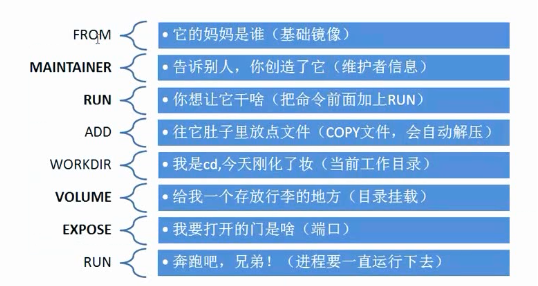 FROM
• 它的妈妈是谁（基础镜像）
MAINTAINER
• 告诉别人，你创造了它（维护者信息）
RUN
• 你想让它干啥（把命令前面加上RUN）
ADD
• 往它肚子里放点文件（COPY文件，会自动解压）
WORKDIR
• 我是cd,今天刚化了妆（当前工作目录）
VOLUME
• 给我一个存放行李的地方（目录挂载）
EXPOSE
• 我要打开的门是啥（端口）
RUN
• 奔跑吧，兄弟！（进程要一直运行下去）